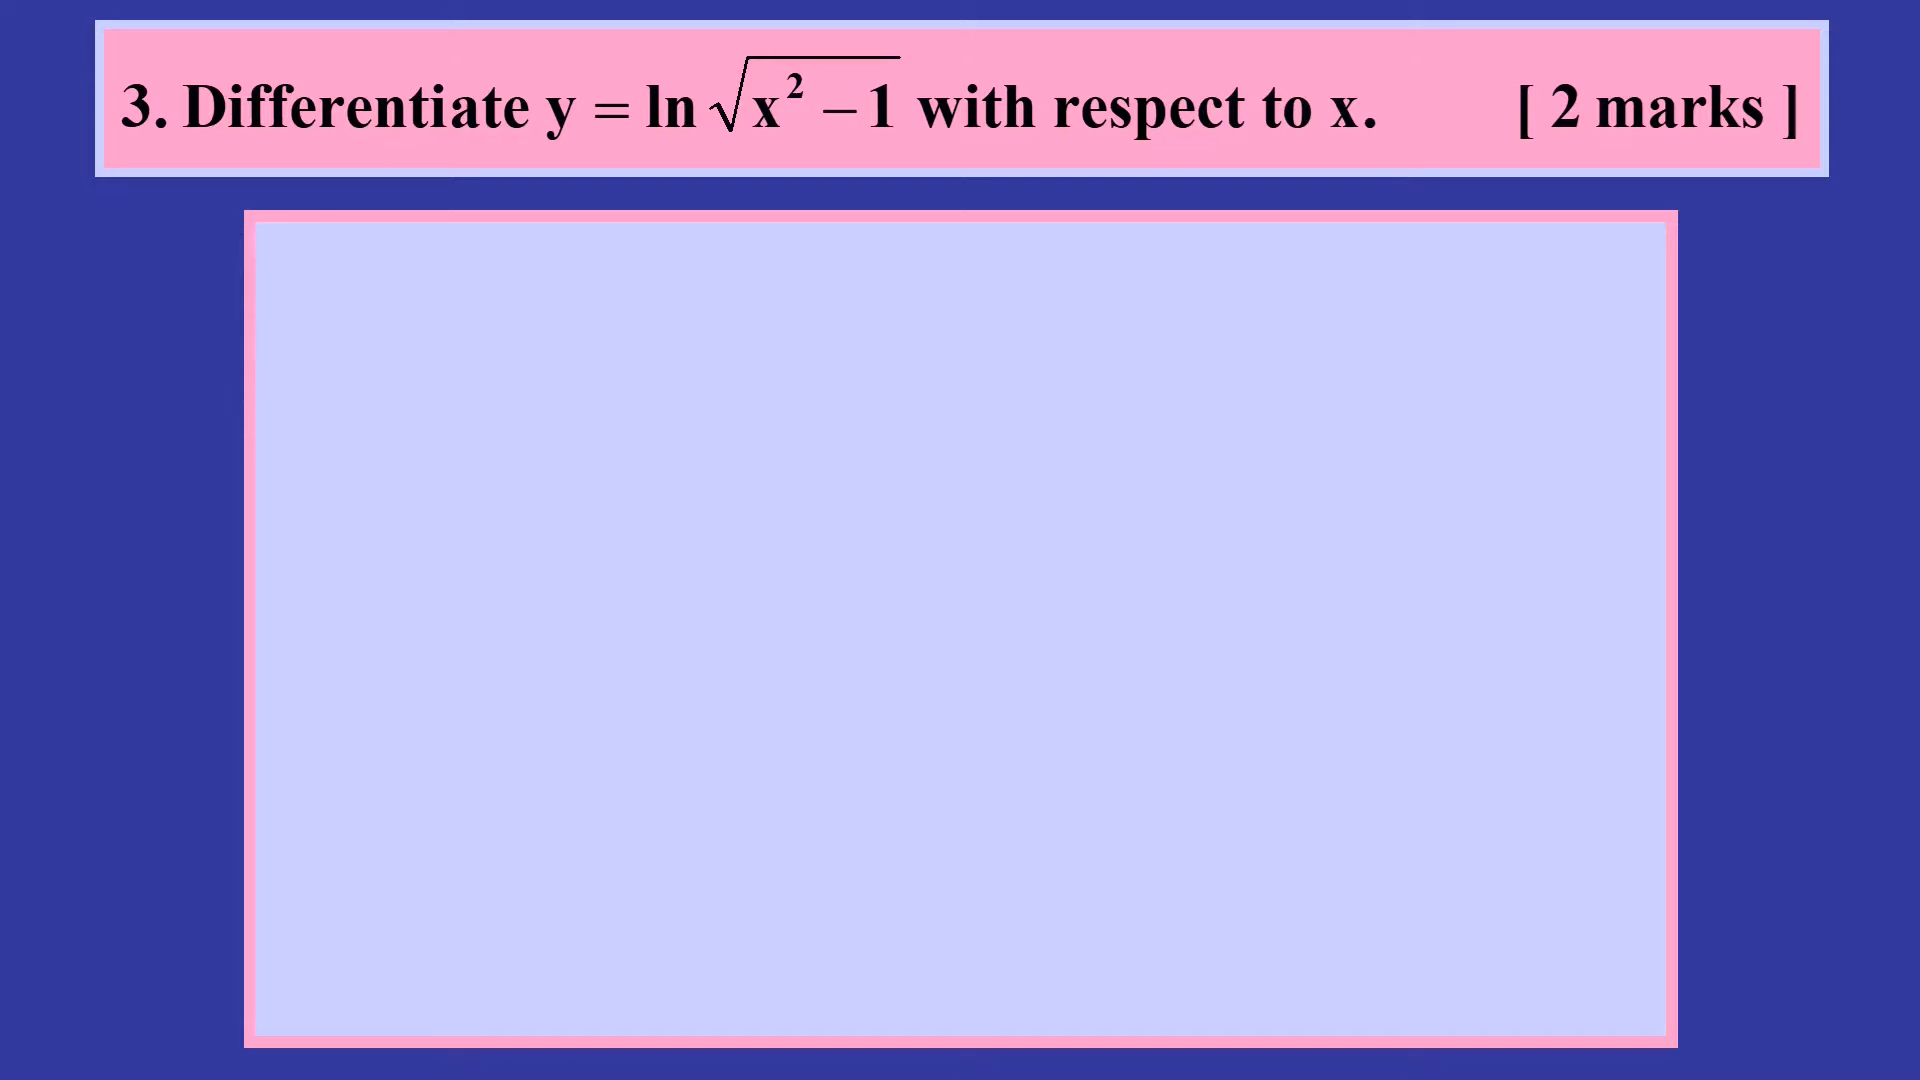 3. Differentiate y = ln √(x² − 1) with respect to x. [ 2 marks ]